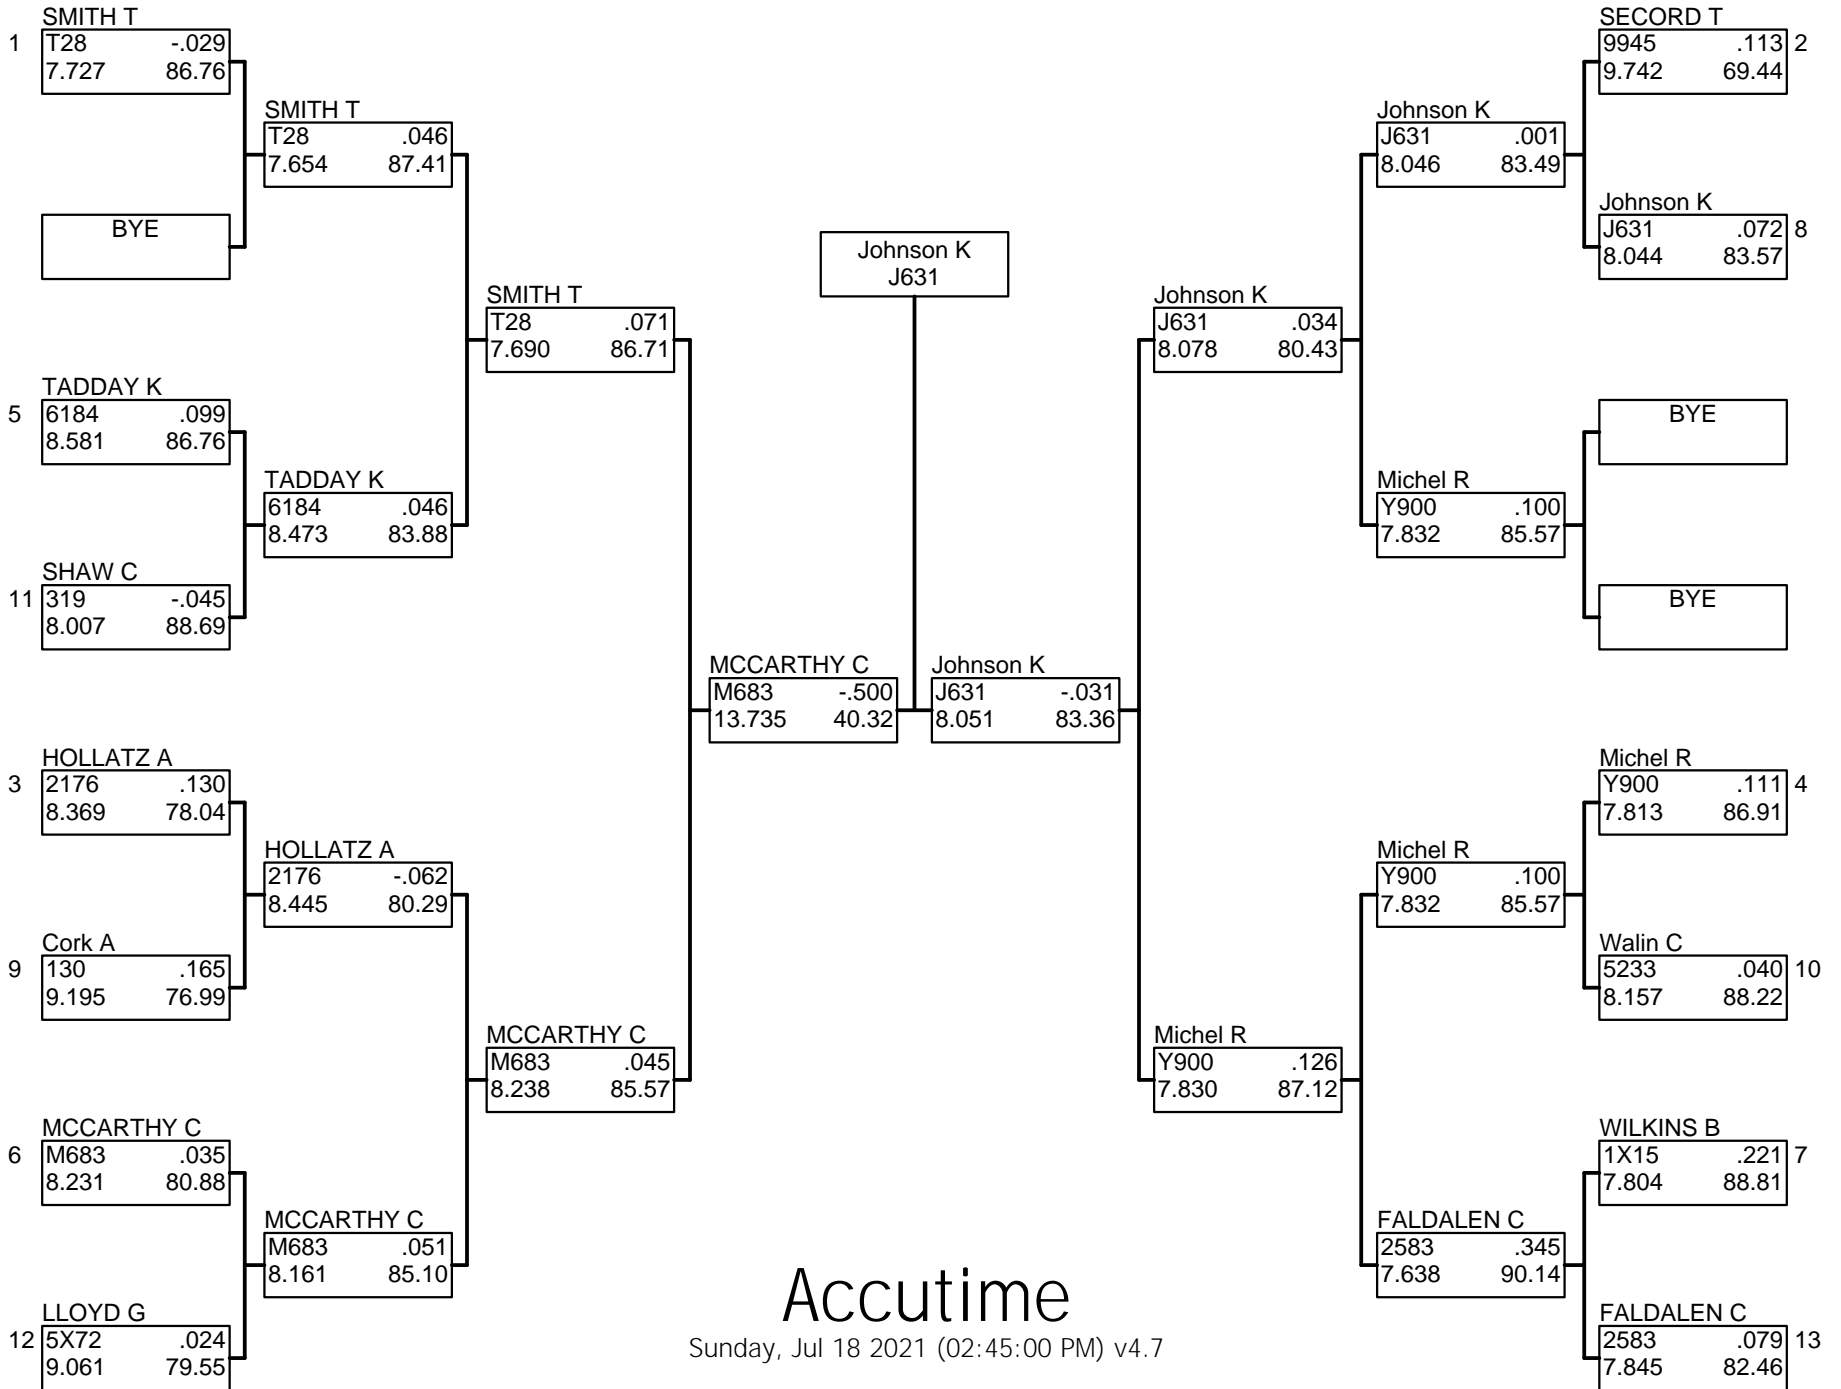 SMITH T
1 T28 -.029
7.727 86.76
BYE
TADDAY K
5 6184 .099
8.581 86.76
SHAW C
11 319 -.045
8.007 88.69
HOLLATZ A
3 2176 .130
8.369 78.04
Cork A
9 130 .165
9.195 76.99
MCCARTHY C
6 M683 .035
8.231 80.88
LLOYD G
12 5X72 .024
9.061 79.55
SMITH T
T28 .046
7.654 87.41
TADDAY K
6184 .046
8.473 83.88
HOLLATZ A
2176 -.062
8.445 80.29
MCCARTHY C
M683 .051
8.161 85.10
SMITH T
T28 .071
7.690 86.71
MCCARTHY C
M683 .045
8.238 85.57
MCCARTHY C
M683 -.500
13.735 40.32
Johnson K
J631
Johnson K
J631 -.031
8.051 83.36
Johnson K
J631 .034
8.078 80.43
Michel R
Y900 .126
7.830 87.12
Johnson K
J631 .001
8.046 83.49
Michel R
Y900 .100
7.832 85.57
Michel R
Y900 .100
7.832 85.57
FALDALEN C
2583 .345
7.638 90.14
SECORD T
9945 .113 2
9.742 69.44
Johnson K
J631 .072 8
8.044 83.57
BYE
BYE
Michel R
Y900 .111 4
7.813 86.91
Walin C
5233 .040 10
8.157 88.22
WILKINS B
1X15 .221 7
7.804 88.81
FALDALEN C
2583 .079 13
7.845 82.46
Accutime
Sunday, Jul 18 2021 (02:45:00 PM) v4.7